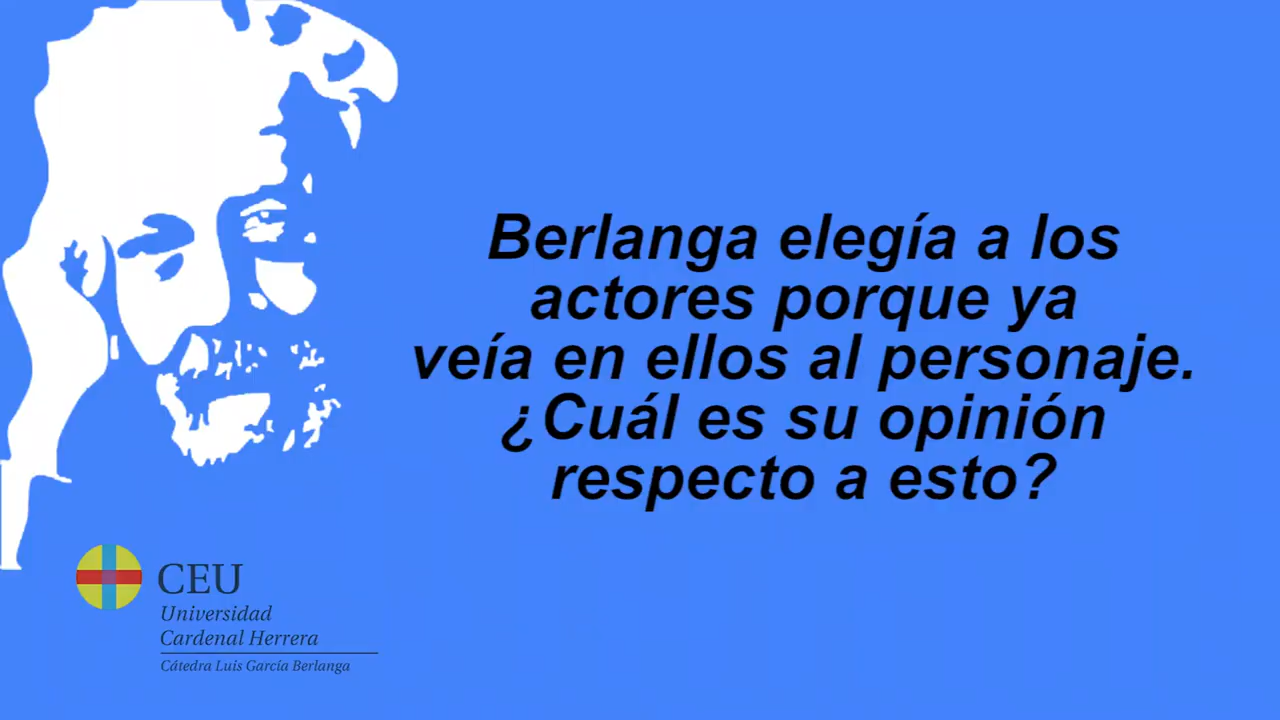 Berlanga elegía a los
actores porque ya
veía en ellos al personaje.
¿Cuál es su opinión
respecto a esto?
CEU
Universidad
Cardenal Herrera
Cátedra Luis García Berlanga